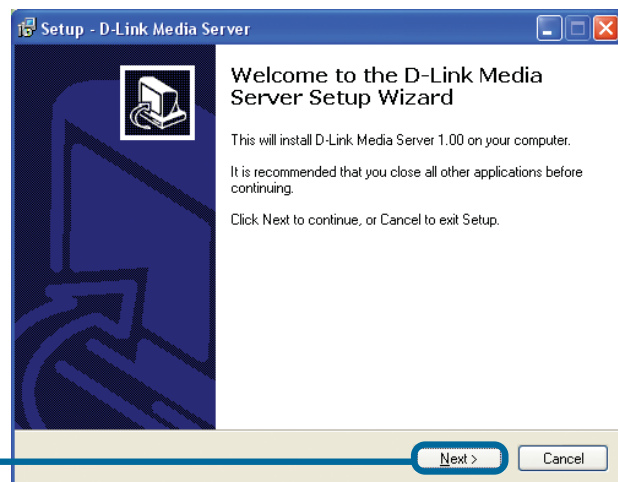 Setup - D-Link Media Server
Welcome to the D-Link Media
Server Setup Wizard
This will install D-Link Media Server 1.00 on your computer.
It is recommended that you close all other applications before
continuing.
Click Next to continue, or Cancel to exit Setup.
Next >
Cancel